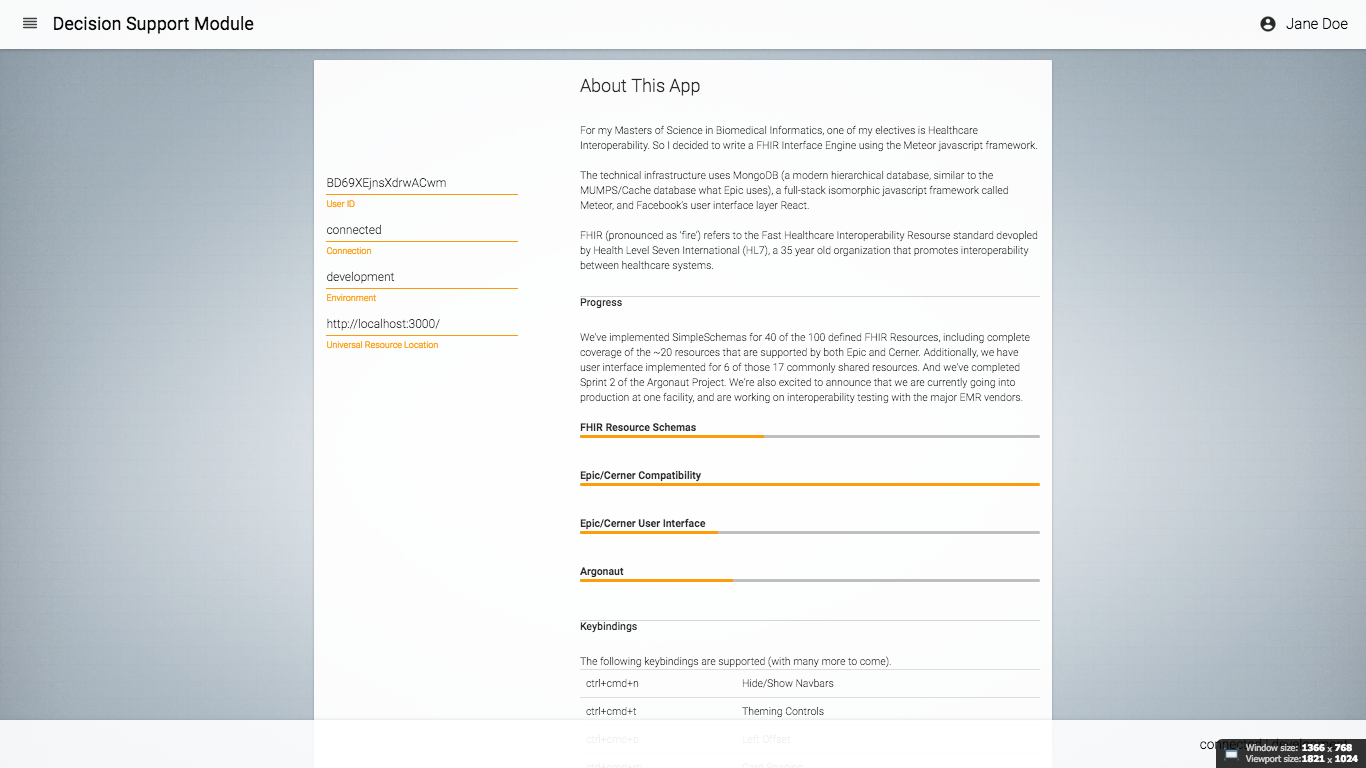 Decision Support Module
Jane Doe
BD69XEjnsXdrwACwm
User ID
connected
Connection
development
Environment
http://localhost:3000/
Universal Resource Location
About This App
For my Masters of Science in Biomedical Informatics, one of my electives is Healthcare
Interoperability. So I decided to write a FHIR Interface Engine using the Meteor javascript framework.
The technical infrastructure uses MongoDB (a modern hierarchical database, similar to the
MUMPS/Cache database what Epic uses), a full-stack isomorphic javascript framework called
Meteor, and Facebook's user interface layer React.
FHIR (pronounced as 'fire') refers to the Fast Healthcare Interoperability Resourse standard devopled
by Health Level Seven International (HL7), a 35 year old organization that promotes interoperability
between healthcare systems.
Progress
We've implemented SimpleSchemas for 40 of the 100 defined FHIR Resources, including complete
coverage of the ~20 resources that are supported by both Epic and Cerner. Additionally, we have
user interface implemented for 6 of those 17 commonly shared resources. And we've completed
Sprint 2 of the Argonaut Project. We're also excited to announce that we are currently going into
production at one facility, and are working on interoperability testing with the major EMR vendors.
FHIR Resource Schemas
Epic/Cerner Compatibility
Epic/Cerner User Interface
Argonaut
Keybindings
The following keybindings are supported (with many more to come).
ctrl+cmd+n Hide/Show Navbars
ctrl+cmd+t Theming Controls
ctrl+cmd+p Left Offset
Window size: 1366 x 768
Viewport size: 1821 x 1024